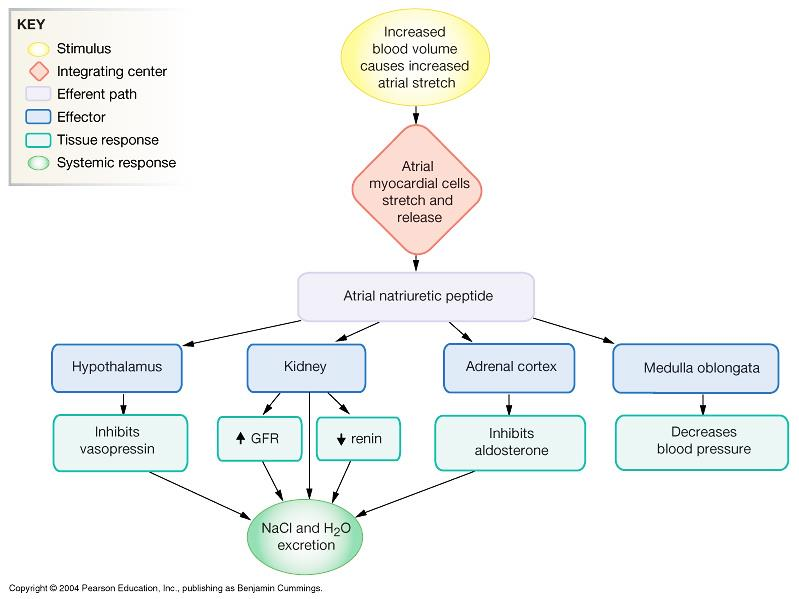 KEY
Stimulus
Integrating center
Efferent path
Effector
Tissue response
Systemic response
Increased
blood volume
causes increased
atrial stretch
Atrial
myocardial cells
stretch and
release
Atrial natriuretic peptide
Hypothalamus
Kidney
Adrenal cortex
Medulla oblongata
Inhibits
vasopressin
↑ GFR
↓ renin
Inhibits
aldosterone
Decreases
blood pressure
NaCl and H₂O
excretion
Copyright © 2004 Pearson Education, Inc., publishing as Benjamin Cummings.